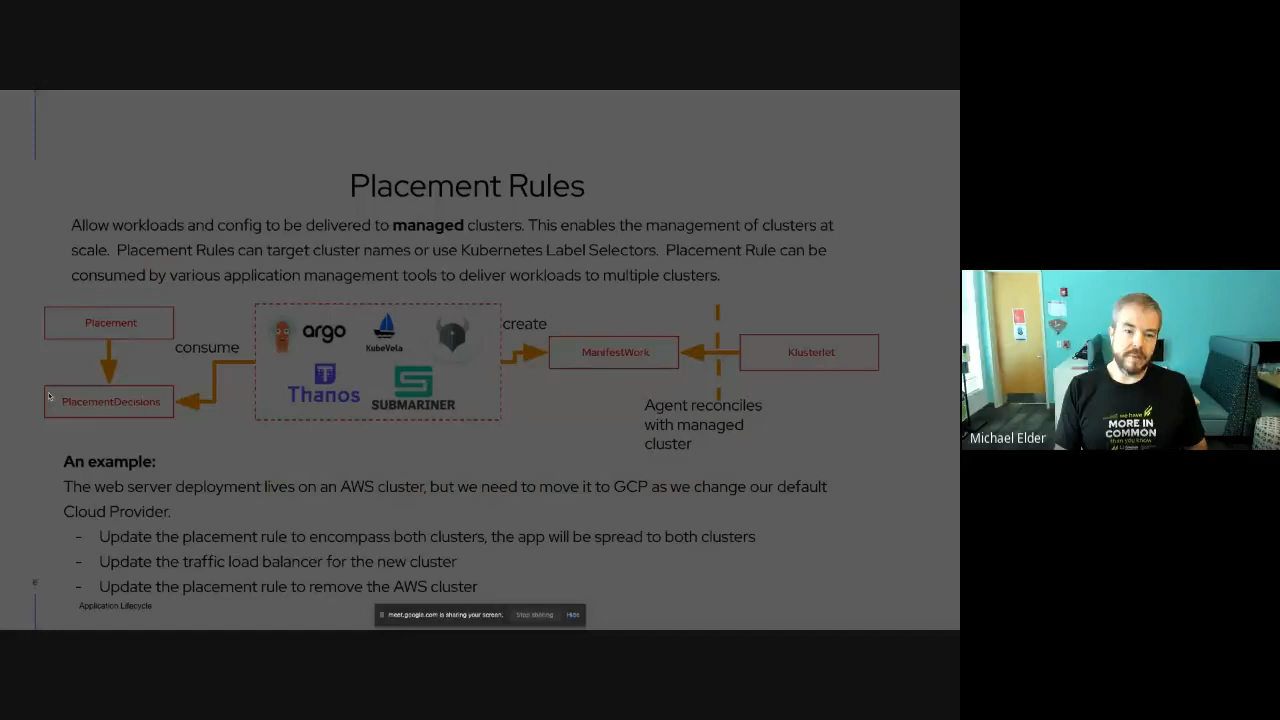 Placement Rules
Allow workloads and config to be delivered to managed clusters. This enables the management of clusters at
scale. Placement Rules can target cluster names or use Kubernetes Label Selectors. Placement Rule can be
consumed by various application management tools to deliver workloads to multiple clusters.
Placement
consume
PlacementDecisions
argo
KubeVela
Thanos
SUBMARINER
create
ManifestWork
Klusterlet
Agent reconciles
with managed
cluster
An example:
The web server deployment lives on an AWS cluster, but we need to move it to GCP as we change our default
Cloud Provider.
- Update the placement rule to encompass both clusters, the app will be spread to both clusters
- Update the traffic load balancer for the new cluster
- Update the placement rule to remove the AWS cluster
Application Lifecycle
meet.google.com is sharing your screen. Stop sharing Hide
Michael Elder
we have
MORE IN
COMMON
than you know